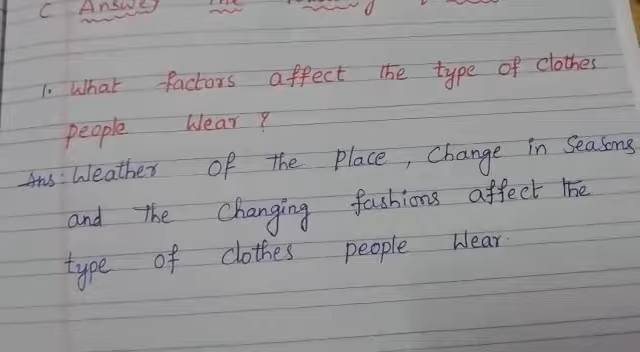 C Answer the
1. What factors affect the type of clothes
people Wear ?
Ans: Weather of the place, Change in Seasons
and The Changing fashions affect the
type of clothes people Wear.